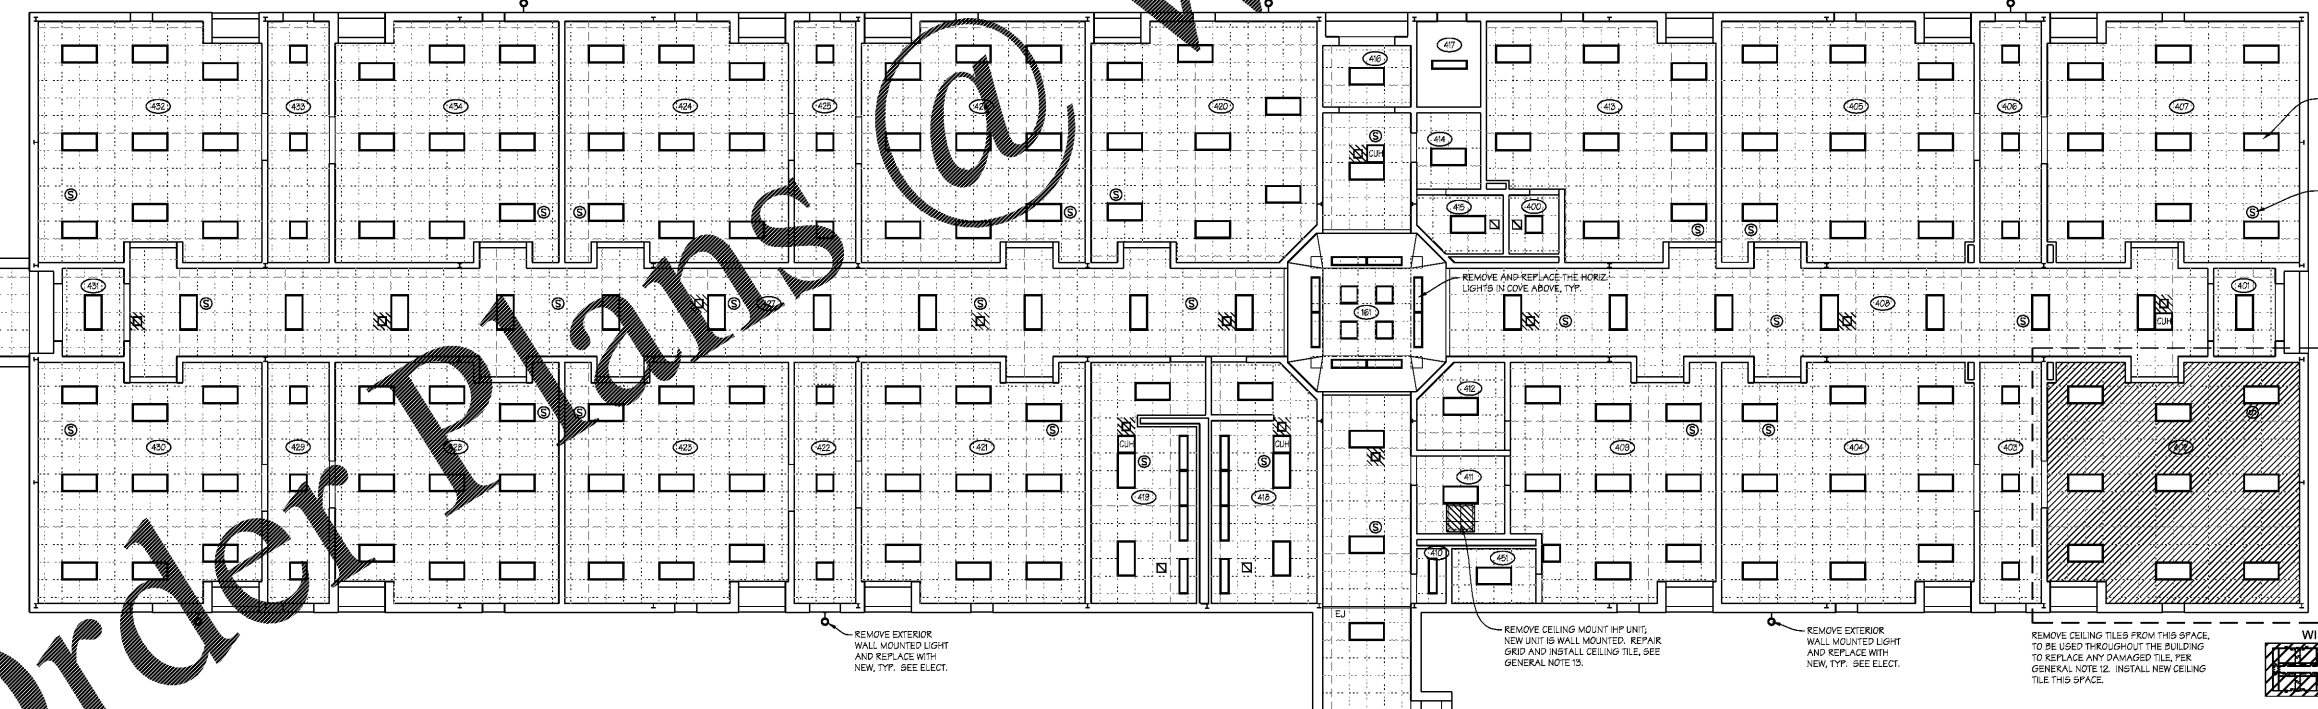 Order Plans @ W
432
433
434
424
425
420
416
417
414
415
400
413
405
406
407
CUH
431
161
408
401
CUH
REMOVE AND REPLACE THE HORIZ.
LIGHTS IN COVE ABOVE, TYP.
430
429
428
423
422
421
419
418
CUH
CUH
412
411
410
451
409
404
403
EJ
REMOVE EXTERIOR
WALL MOUNTED LIGHT
AND REPLACE WITH
NEW, TYP. SEE ELECT.
REMOVE CEILING MOUNT IHP UNIT;
NEW UNIT IS WALL MOUNTED. REPAIR
GRID AND INSTALL CEILING TILE, SEE
GENERAL NOTE 13.
REMOVE EXTERIOR
WALL MOUNTED LIGHT
AND REPLACE WITH
NEW, TYP. SEE ELECT.
REMOVE CEILING TILES FROM THIS SPACE,
TO BE USED THROUGHOUT THE BUILDING
TO REPLACE ANY DAMAGED TILE, PER
GENERAL NOTE 12. INSTALL NEW CEILING
TILE THIS SPACE.
WI